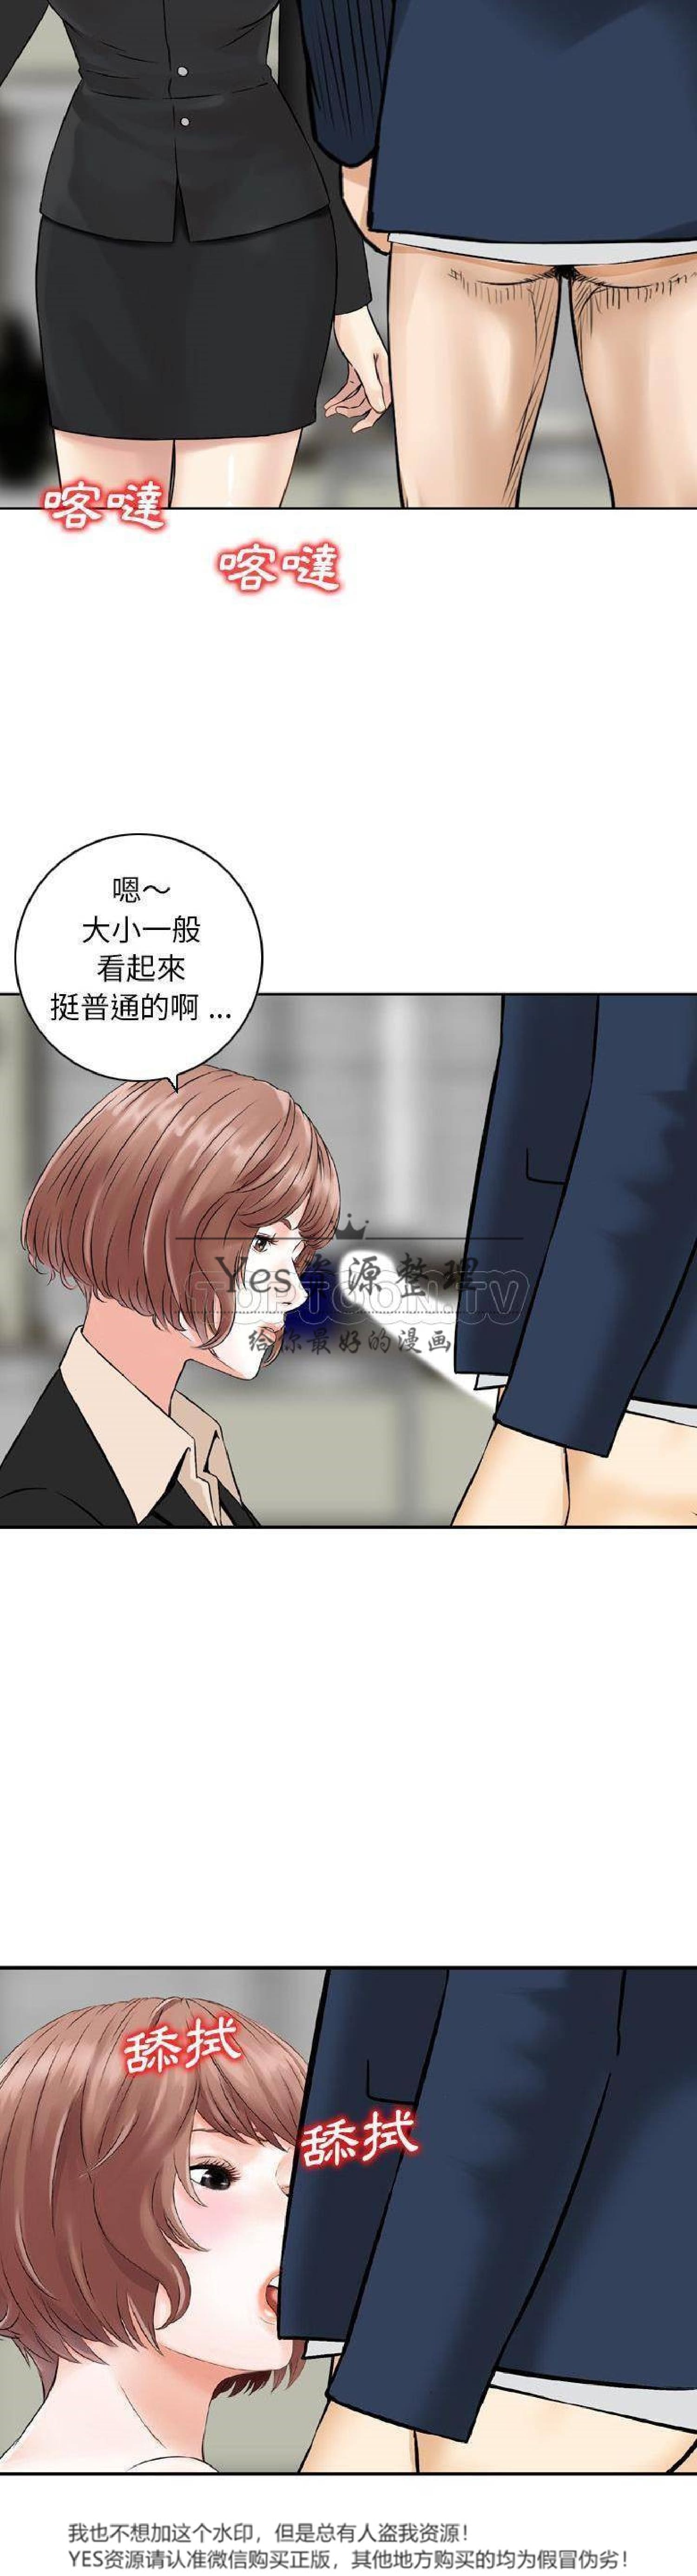 喀噠
喀噠
嗯～
大小一般
看起來
挺普通的啊 ...
Yes资源整理
TOPTOON.TV
给你最好的漫画
舔拭
舔拭
我也不想加这个水印，但是总有人盗我资源！
YES资源请认准微信购买正版，其他地方购买的均为假冒伪劣！